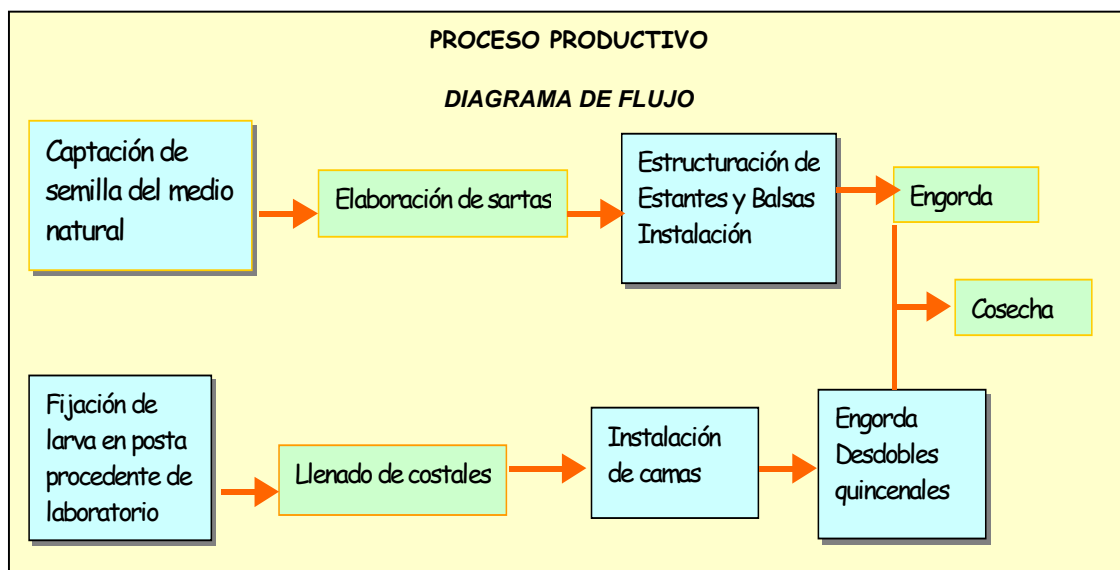 PROCESO PRODUCTIVO
DIAGRAMA DE FLUJO
Captación de
semilla del medio
natural
Elaboración de sartas
Estructuración de
Estantes y Balsas
Instalación
Engorda
Cosecha
Fijación de
larva en posta
procedente de
laboratorio
Llenado de costales
Instalación
de camas
Engorda
Desdobles
quincenales